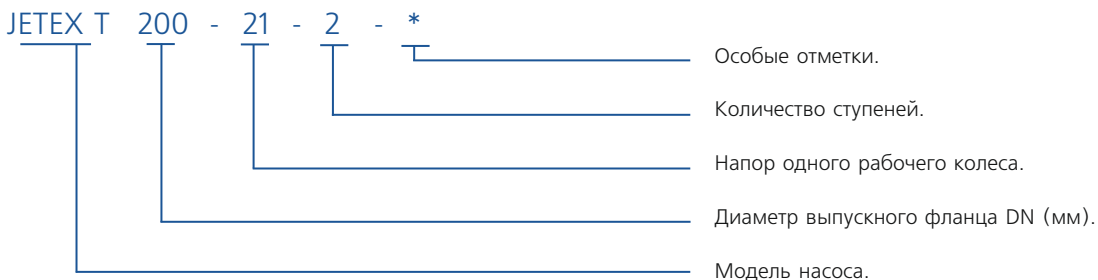 JETEX T 200 - 21 - 2 - *
Особые отметки.
Количество ступеней.
Напор одного рабочего колеса.
Диаметр выпускного фланца DN (мм).
Модель насоса.